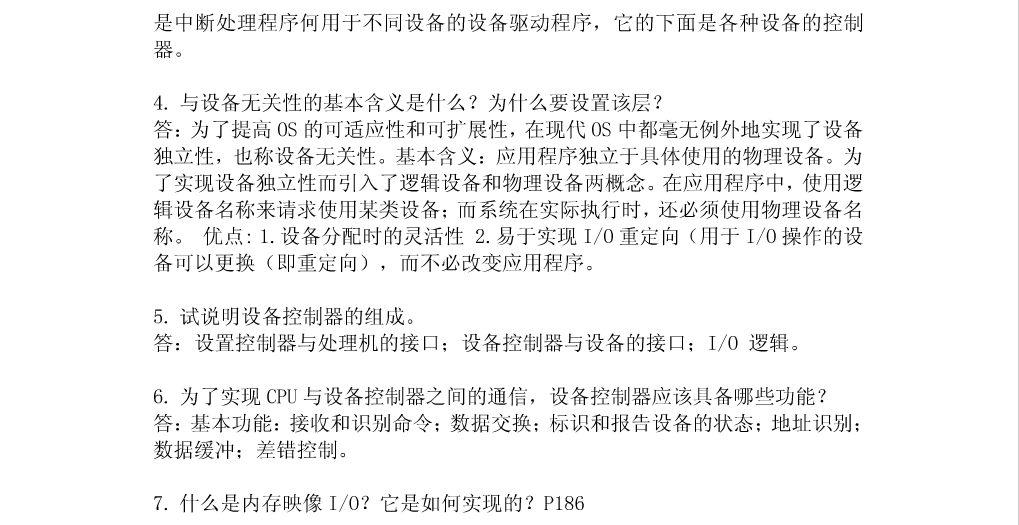 是中断处理程序何用于不同设备的设备驱动程序，它的下面是各种设备的控制
器。
4. 与设备无关性的基本含义是什么？为什么要设置该层？
答：为了提高 OS 的可适应性和可扩展性，在现代 OS 中都毫无例外地实现了设备
独立性，也称设备无关性。基本含义：应用程序独立于具体使用的物理设备。为
了实现设备独立性而引入了逻辑设备和物理设备两概念。在应用程序中，使用逻
辑设备名称来请求使用某类设备；而系统在实际执行时，还必须使用物理设备名
称。 优点: 1.设备分配时的灵活性 2.易于实现 I/O 重定向（用于 I/O 操作的设
备可以更换（即重定向），而不必改变应用程序。
5. 试说明设备控制器的组成。
答：设置控制器与处理机的接口；设备控制器与设备的接口；I/O 逻辑。
6. 为了实现 CPU 与设备控制器之间的通信，设备控制器应该具备哪些功能？
答：基本功能：接收和识别命令；数据交换；标识和报告设备的状态；地址识别；
数据缓冲；差错控制。
7. 什么是内存映像 I/O？它是如何实现的？P186